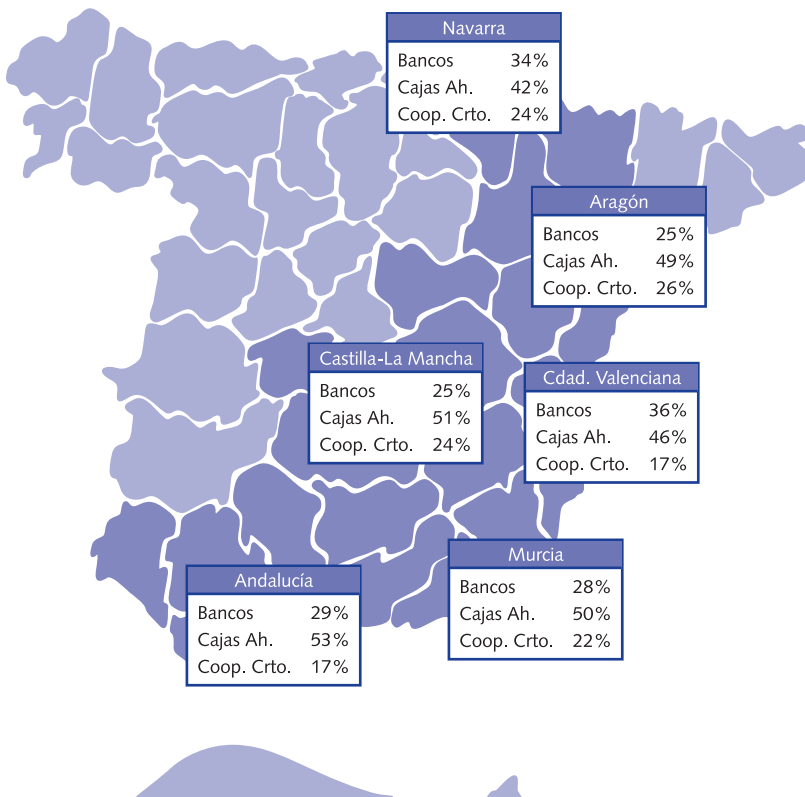 Navarra
Bancos 34%
Cajas Ah. 42%
Coop. Crto. 24%
Aragón
Bancos 25%
Cajas Ah. 49%
Coop. Crto. 26%
Castilla-La Mancha
Bancos 25%
Cajas Ah. 51%
Coop. Crto. 24%
Cdad. Valenciana
Bancos 36%
Cajas Ah. 46%
Coop. Crto. 17%
Murcia
Bancos 28%
Cajas Ah. 50%
Coop. Crto. 22%
Andalucía
Bancos 29%
Cajas Ah. 53%
Coop. Crto. 17%